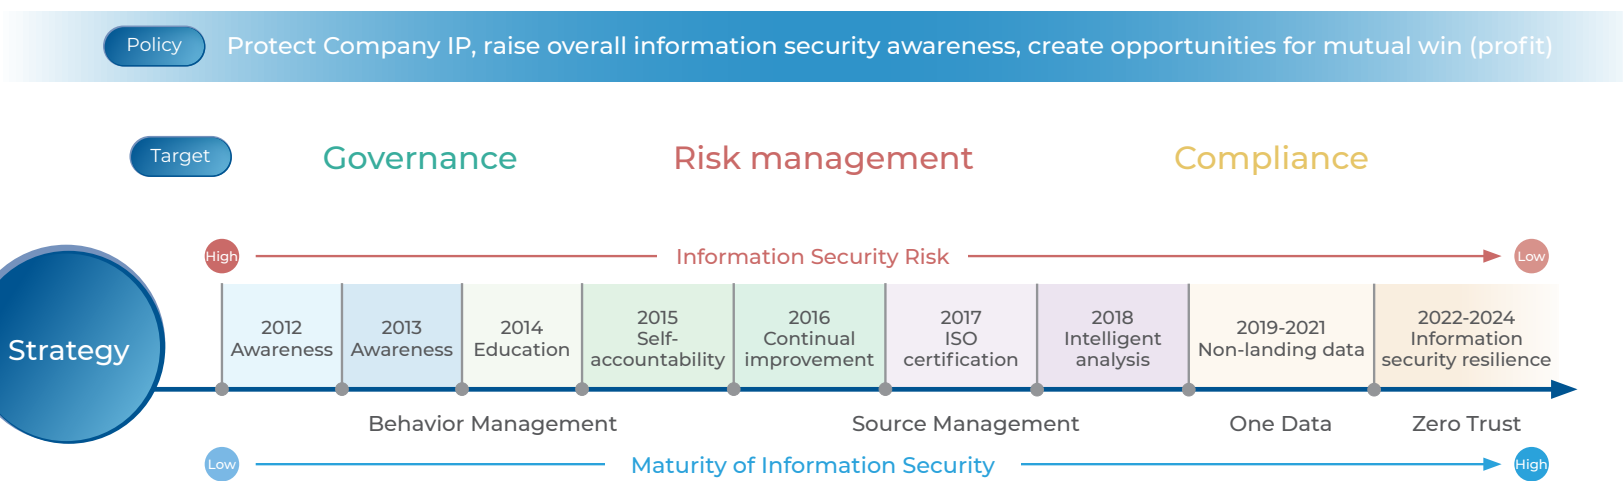 Policy
Protect Company IP, raise overall information security awareness, create opportunities for mutual win (profit)
Target
Governance
Risk management
Compliance
High
Information Security Risk
Low
Strategy
2012
Awareness
2013
Awareness
2014
Education
2015
Self-
accountability
2016
Continual
improvement
2017
ISO
certification
2018
Intelligent
analysis
2019-2021
Non-landing data
2022-2024
Information
security resilience
Behavior Management
Source Management
One Data
Zero Trust
Low
Maturity of Information Security
High